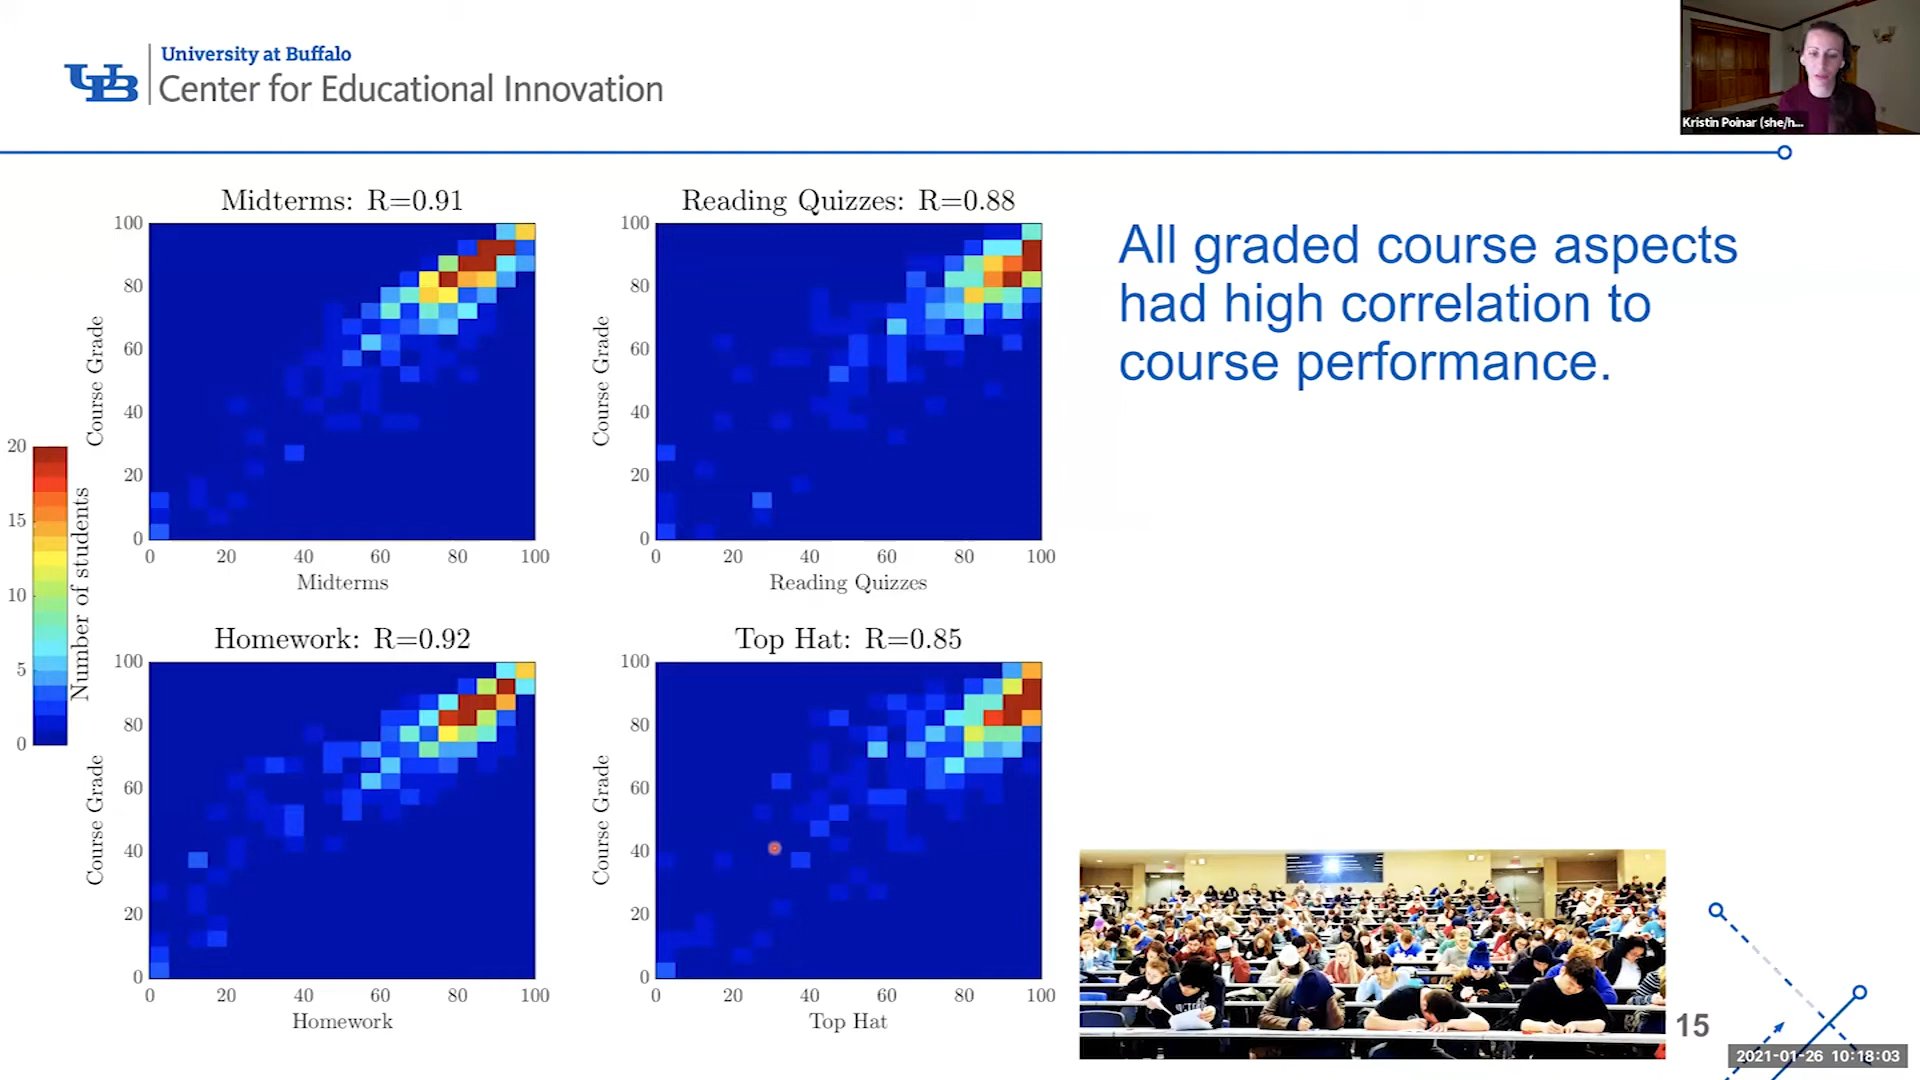 University at Buffalo
UB
Center for Educational Innovation
Kristin Poinar (she/h...
Midterms: R=0.91
100
80
60
40
20
0
Course Grade
0 20 40 60 80 100
Midterms
Reading Quizzes: R=0.88
100
80
60
40
20
0
Course Grade
0 20 40 60 80 100
Reading Quizzes
All graded course aspects
had high correlation to
course performance.
20
15
10
5
0
Number of students
Homework: R=0.92
100
80
60
40
20
0
Course Grade
0 20 40 60 80 100
Homework
Top Hat: R=0.85
100
80
60
40
20
0
Course Grade
0 20 40 60 80 100
Top Hat
15
2021-01-26 10:18:03